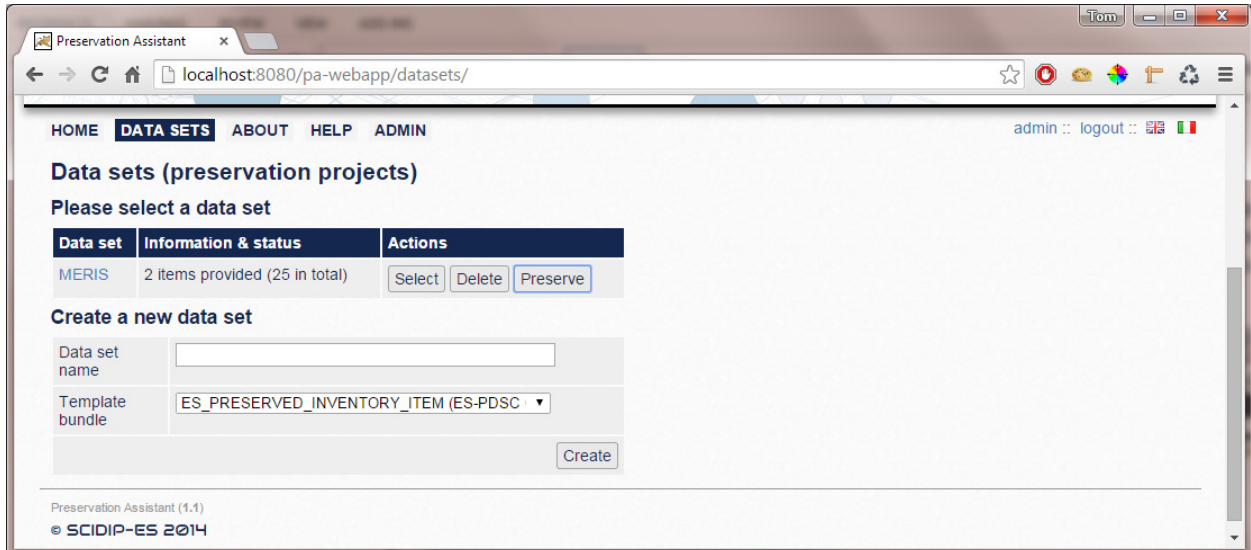 Tom
Preservation Assistant
localhost:8080/pa-webapp/datasets/
HOME DATA SETS ABOUT HELP ADMIN admin :: logout ::
Data sets (preservation projects)
Please select a data set
Data set Information & status Actions
MERIS 2 items provided (25 in total) Select Delete Preserve
Create a new data set
Data set
name
Template
bundle
ES_PRESERVED_INVENTORY_ITEM (ES-PDSC
Create
Preservation Assistant (1.1)
© SCIDIP-ES 2014